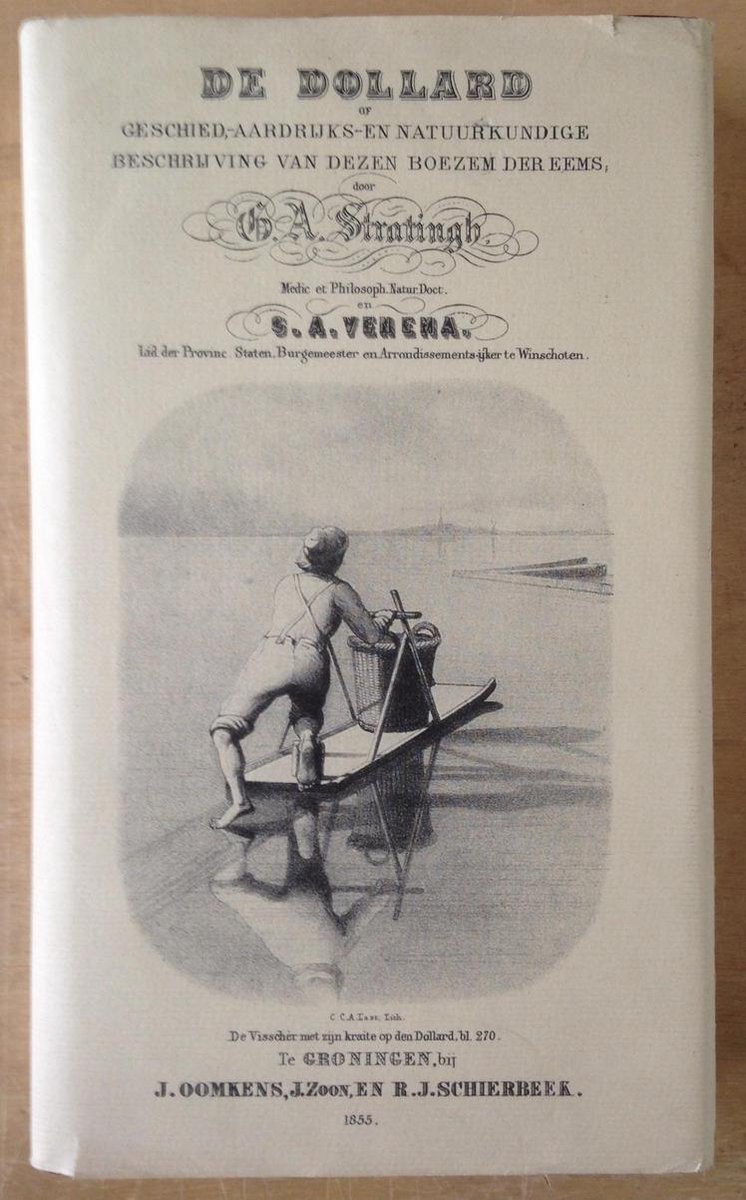 DE DOLLARD
OF
GESCHIED,-AARDRIJKS-EN NATUURKUNDIGE
BESCHRIJVING VAN DEZEN BOEZEM DER EEMS,
door
G. A. Stratingh,
Medic et Philosoph. Natur. Doct.
en
S. A. VENEMA.
Lid der Provinc. Staten, Burgemeester en Arrondissements-ijker te Winschoten.
C. C. A. Last, Lith.
De Visscher met zijn kraite op den Dollard, bl. 270.
Te GRONINGEN, bij
J. OOMKENS, J. ZOON, EN R. J. SCHIERBEEK.
1855.